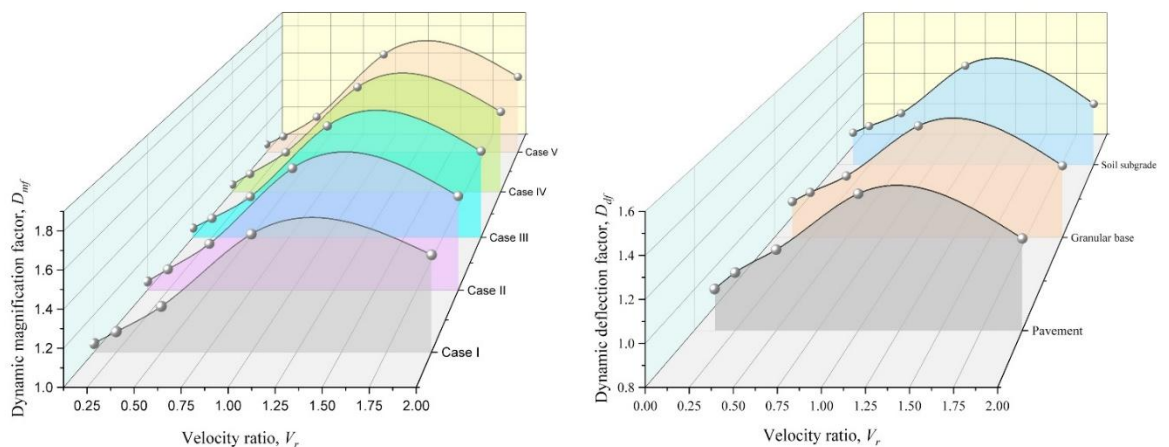 Dynamic magnification factor, D_mf
1.8
1.6
1.4
1.2
1.0
0.25 0.50 0.75 1.00 1.25 1.50 1.75 2.00
Velocity ratio, V_r
Case V
Case IV
Case III
Case II
Case I
Dynamic deflection factor, D_df
1.6
1.4
1.2
1.0
0.8
0.00 0.25 0.50 0.75 1.00 1.25 1.50 1.75 2.00
Velocity ratio, V_r
Soil subgrade
Granular base
Pavement